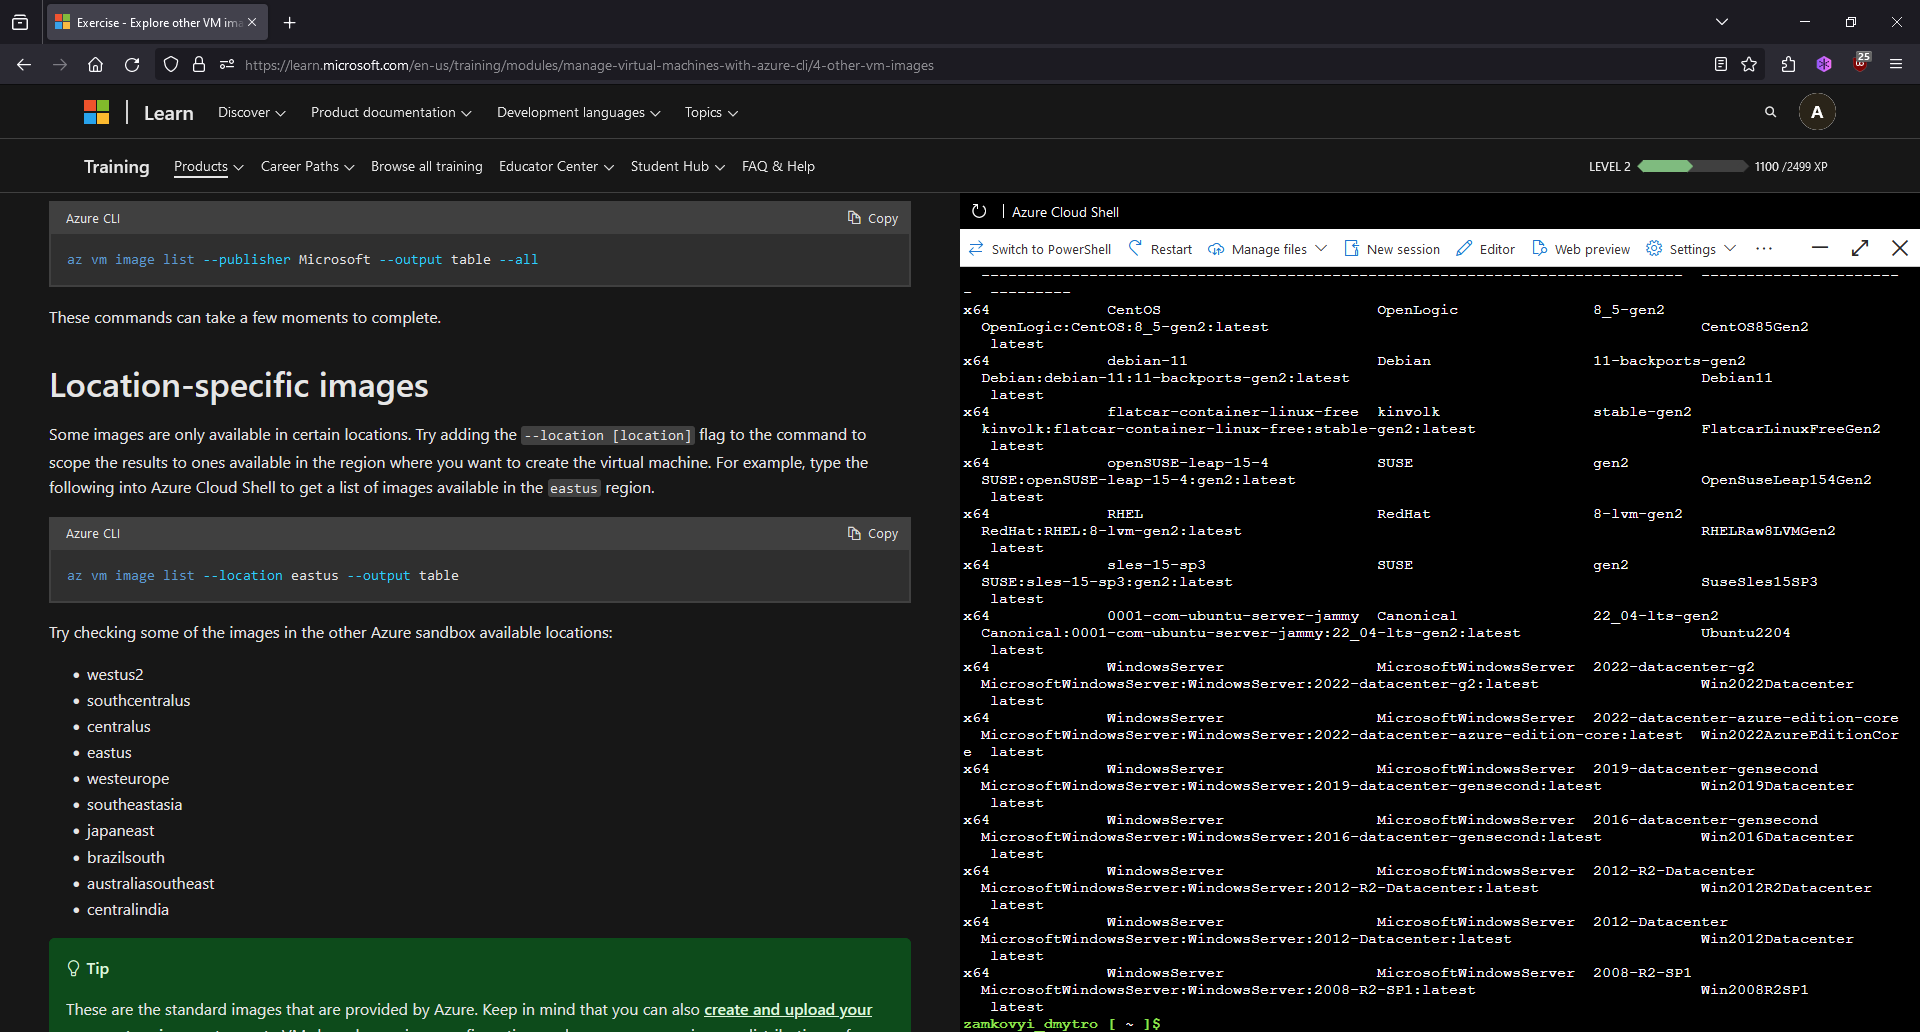 Exercise - Explore other VM ima
https://learn.microsoft.com/en-us/training/modules/manage-virtual-machines-with-azure-cli/4-other-vm-images
25
Learn
Discover
Product documentation
Development languages
Topics
A
Training
Products
Career Paths
Browse all training
Educator Center
Student Hub
FAQ & Help
LEVEL 2
1100 /2499 XP
Azure CLI
Copy
az vm image list --publisher Microsoft --output table --all
These commands can take a few moments to complete.
Location-specific images
Some images are only available in certain locations. Try adding the --location [location] flag to the command to
scope the results to ones available in the region where you want to create the virtual machine. For example, type the
following into Azure Cloud Shell to get a list of images available in the eastus region.
Azure CLI
Copy
az vm image list --location eastus --output table
Try checking some of the images in the other Azure sandbox available locations:
• westus2
• southcentralus
• centralus
• eastus
• westeurope
• southeastasia
• japaneast
• brazilsouth
• australiasoutheast
• centralindia
Tip
These are the standard images that are provided by Azure. Keep in mind that you can also create and upload your
Azure Cloud Shell
Switch to PowerShell
Restart
Manage files
New session
Editor
Web preview
Settings
------------------------------------------------------------------------------  ----------------------
-  ---------
x64 CentOS OpenLogic 8_5-gen2
OpenLogic:CentOS:8_5-gen2:latest CentOS85Gen2
latest
x64 debian-11 Debian 11-backports-gen2
Debian:debian-11:11-backports-gen2:latest Debian11
latest
x64 flatcar-container-linux-free kinvolk stable-gen2
kinvolk:flatcar-container-linux-free:stable-gen2:latest FlatcarLinuxFreeGen2
latest
x64 openSUSE-leap-15-4 SUSE gen2
SUSE:openSUSE-leap-15-4:gen2:latest OpenSuseLeap154Gen2
latest
x64 RHEL RedHat 8-lvm-gen2
RedHat:RHEL:8-lvm-gen2:latest RHELRaw8LVMGen2
latest
x64 sles-15-sp3 SUSE gen2
SUSE:sles-15-sp3:gen2:latest SuseSles15SP3
latest
x64 0001-com-ubuntu-server-jammy Canonical 22_04-lts-gen2
Canonical:0001-com-ubuntu-server-jammy:22_04-lts-gen2:latest Ubuntu2204
latest
x64 WindowsServer MicrosoftWindowsServer 2022-datacenter-g2
MicrosoftWindowsServer:WindowsServer:2022-datacenter-g2:latest Win2022Datacenter
latest
x64 WindowsServer MicrosoftWindowsServer 2022-datacenter-azure-edition-core
MicrosoftWindowsServer:WindowsServer:2022-datacenter-azure-edition-core:latest Win2022AzureEditionCor
e latest
x64 WindowsServer MicrosoftWindowsServer 2019-datacenter-gensecond
MicrosoftWindowsServer:WindowsServer:2019-datacenter-gensecond:latest Win2019Datacenter
latest
x64 WindowsServer MicrosoftWindowsServer 2016-datacenter-gensecond
MicrosoftWindowsServer:WindowsServer:2016-datacenter-gensecond:latest Win2016Datacenter
latest
x64 WindowsServer MicrosoftWindowsServer 2012-R2-Datacenter
MicrosoftWindowsServer:WindowsServer:2012-R2-Datacenter:latest Win2012R2Datacenter
latest
x64 WindowsServer MicrosoftWindowsServer 2012-Datacenter
MicrosoftWindowsServer:WindowsServer:2012-Datacenter:latest Win2012Datacenter
latest
x64 WindowsServer MicrosoftWindowsServer 2008-R2-SP1
MicrosoftWindowsServer:WindowsServer:2008-R2-SP1:latest Win2008R2SP1
latest
zamkovyi_dmytro [ ~ ]$